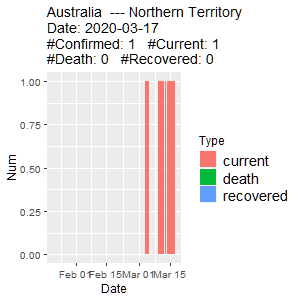 Australia  --- Northern Territory
Date: 2020-03-17
#Confirmed: 1   #Current: 1
#Death: 0   #Recovered: 0
1.00
0.75
0.50
0.25
0.00
Num
Feb 01 Feb 15 Mar 01 Mar 15
Date
Type
current
death
recovered